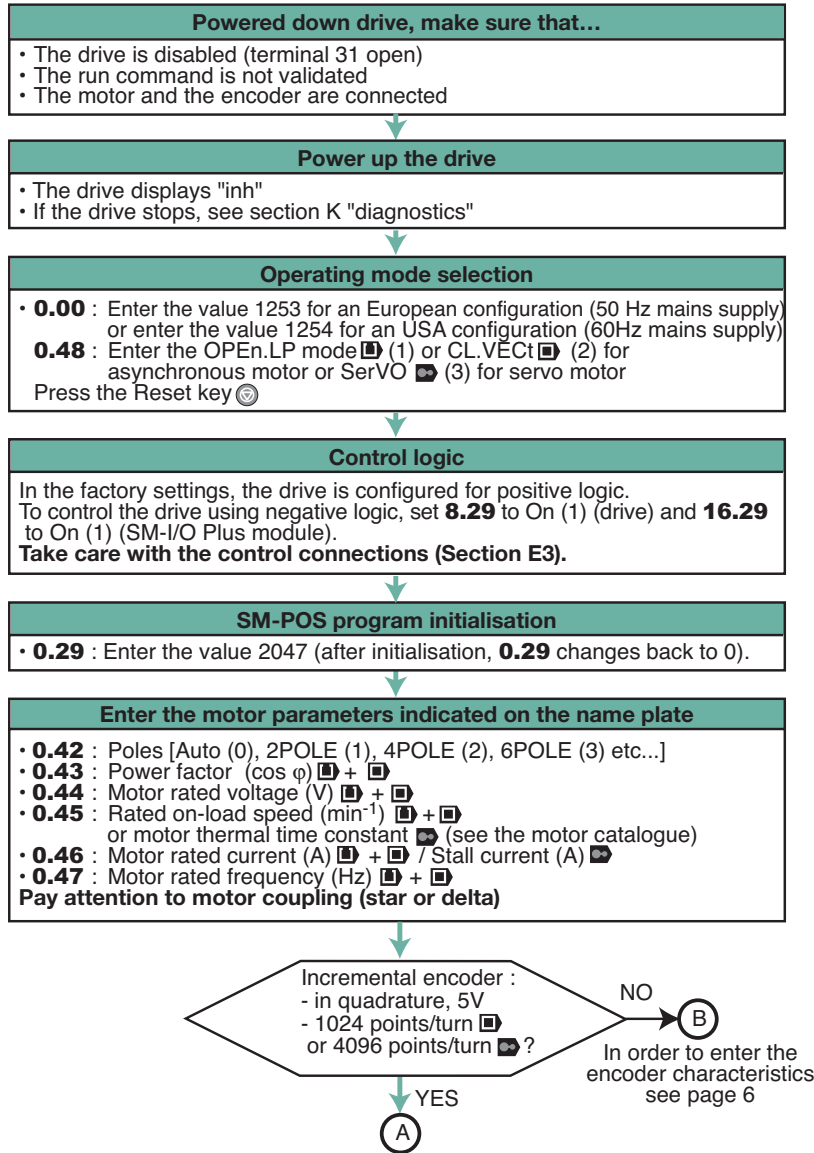 Powered down drive, make sure that…
• The drive is disabled (terminal 31 open)
• The run command is not validated
• The motor and the encoder are connected
Power up the drive
• The drive displays "inh"
• If the drive stops, see section K "diagnostics"
Operating mode selection
• 0.00 : Enter the value 1253 for an European configuration (50 Hz mains supply)
or enter the value 1254 for an USA configuration (60Hz mains supply)
0.48 : Enter the OPEn.LP mode (1) or CL.VECt (2) for
asynchronous motor or SerVO (3) for servo motor
Press the Reset key
Control logic
In the factory settings, the drive is configured for positive logic.
To control the drive using negative logic, set 8.29 to On (1) (drive) and 16.29
to On (1) (SM-I/O Plus module).
Take care with the control connections (Section E3).
SM-POS program initialisation
• 0.29 : Enter the value 2047 (after initialisation, 0.29 changes back to 0).
Enter the motor parameters indicated on the name plate
• 0.42 : Poles [Auto (0), 2POLE (1), 4POLE (2), 6POLE (3) etc...]
• 0.43 : Power factor (cos φ) +
• 0.44 : Motor rated voltage (V) +
• 0.45 : Rated on-load speed (min-1) +
or motor thermal time constant (see the motor catalogue)
• 0.46 : Motor rated current (A) + / Stall current (A)
• 0.47 : Motor rated frequency (Hz) +
Pay attention to motor coupling (star or delta)
Incremental encoder :
- in quadrature, 5V
- 1024 points/turn
or 4096 points/turn ?
NO
B
In order to enter the
encoder characteristics
see page 6
YES
A